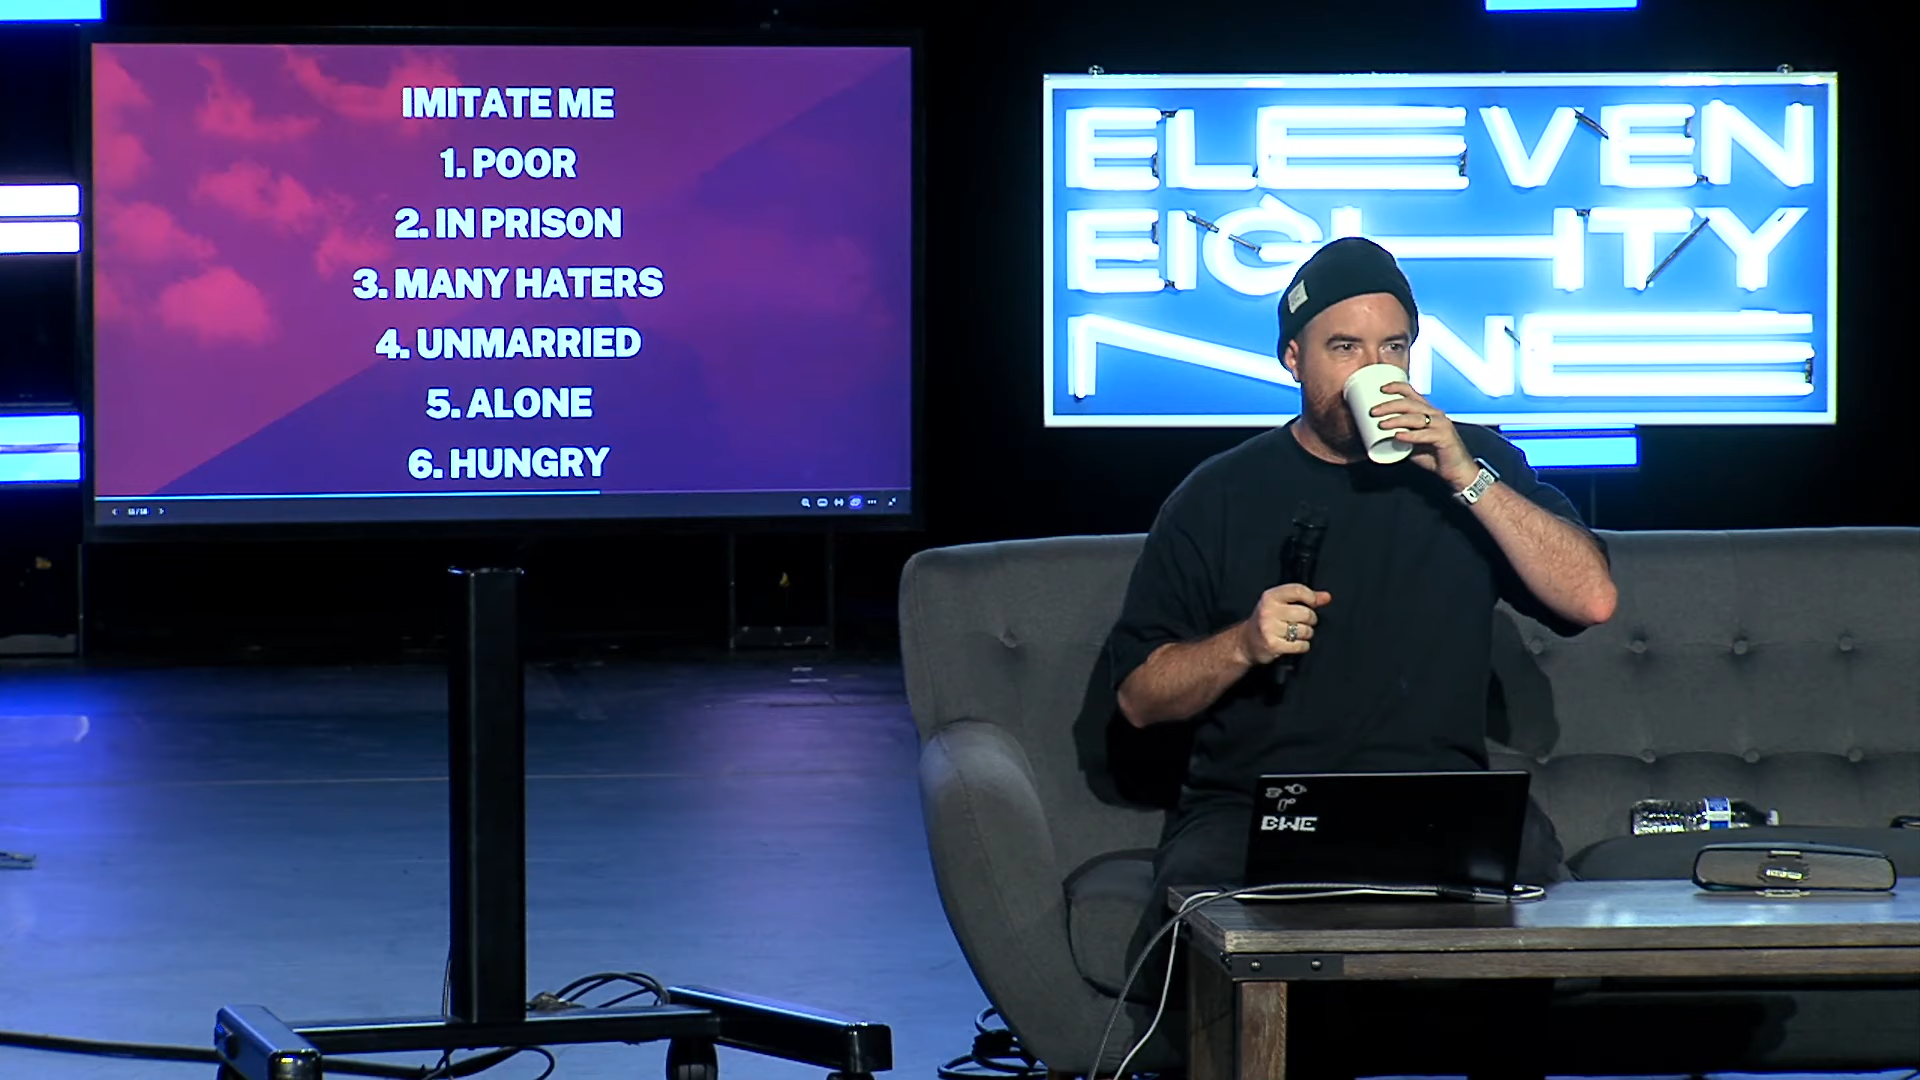 IMITATE ME
1. POOR
2. IN PRISON
3. MANY HATERS
4. UNMARRIED
5. ALONE
6. HUNGRY
ELEVEN
EIGHTY
NINE
BWE